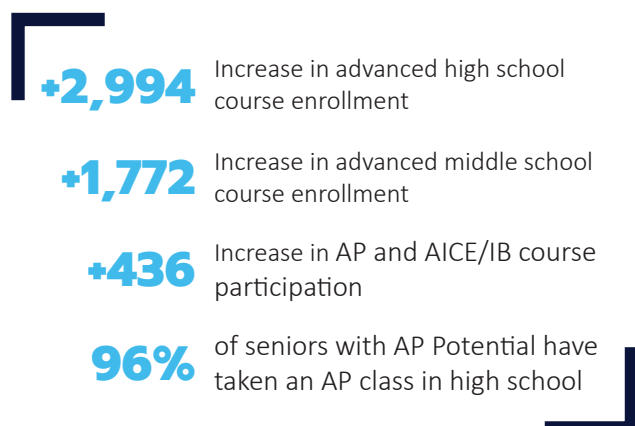 +2,994 Increase in advanced high school
course enrollment
+1,772 Increase in advanced middle school
course enrollment
+436 Increase in AP and AICE/IB course
participation
96% of seniors with AP Potential have
taken an AP class in high school